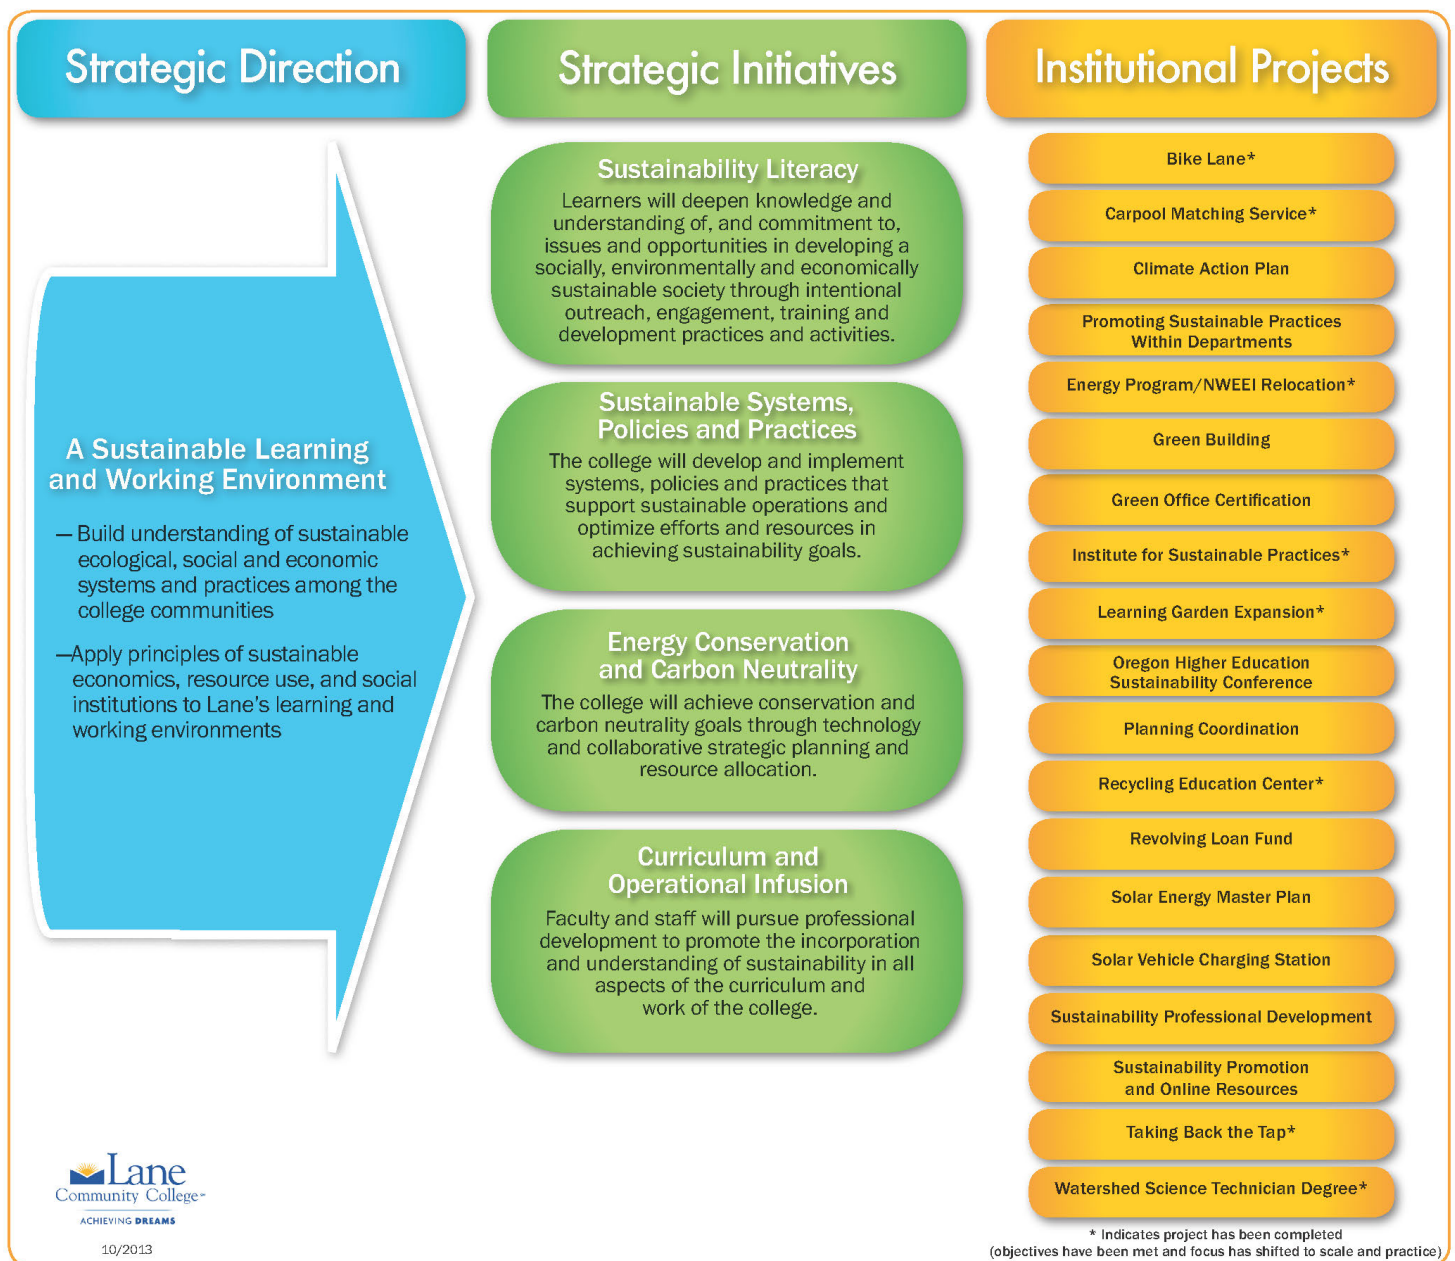 Strategic Direction
Strategic Initiatives
Institutional Projects
A Sustainable Learning
and Working Environment
— Build understanding of sustainable
ecological, social and economic
systems and practices among the
college communities
—Apply principles of sustainable
economics, resource use, and social
institutions to Lane's learning and
working environments
Sustainability Literacy
Learners will deepen knowledge and
understanding of, and commitment to,
issues and opportunities in developing a
socially, environmentally and economically
sustainable society through intentional
outreach, engagement, training and
development practices and activities.
Sustainable Systems,
Policies and Practices
The college will develop and implement
systems, policies and practices that
support sustainable operations and
optimize efforts and resources in
achieving sustainability goals.
Energy Conservation
and Carbon Neutrality
The college will achieve conservation and
carbon neutrality goals through technology
and collaborative strategic planning and
resource allocation.
Curriculum and
Operational Infusion
Faculty and staff will pursue professional
development to promote the incorporation
and understanding of sustainability in all
aspects of the curriculum and
work of the college.
Bike Lane*
Carpool Matching Service*
Climate Action Plan
Promoting Sustainable Practices
Within Departments
Energy Program/NWEEI Relocation*
Green Building
Green Office Certification
Institute for Sustainable Practices*
Learning Garden Expansion*
Oregon Higher Education
Sustainability Conference
Planning Coordination
Recycling Education Center*
Revolving Loan Fund
Solar Energy Master Plan
Solar Vehicle Charging Station
Sustainability Professional Development
Sustainability Promotion
and Online Resources
Taking Back the Tap*
Watershed Science Technician Degree*
* Indicates project has been completed
(objectives have been met and focus has shifted to scale and practice)
Lane
Community College
ACHIEVING DREAMS
10/2013